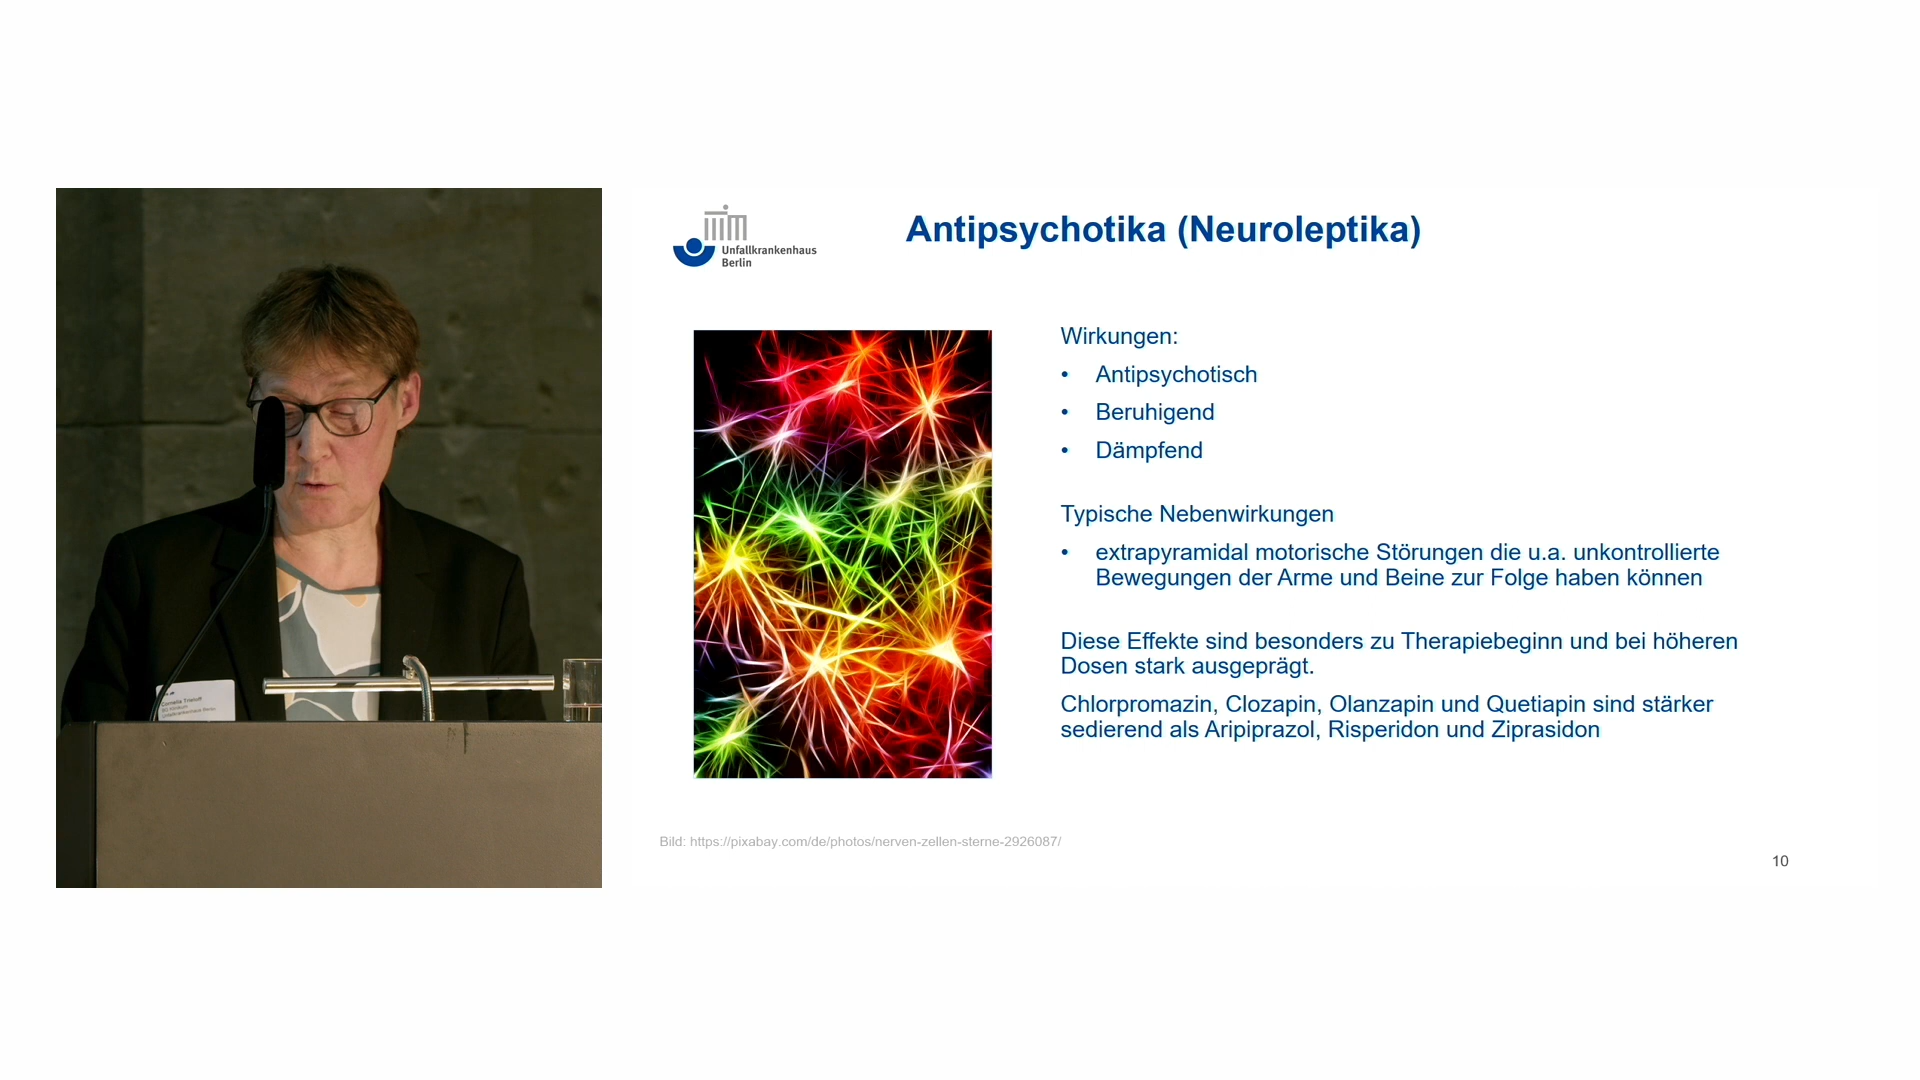 Unfallkrankenhaus
Berlin
Antipsychotika (Neuroleptika)
Wirkungen:
• Antipsychotisch
• Beruhigend
• Dämpfend
Typische Nebenwirkungen
• extrapyramidal motorische Störungen die u.a. unkontrollierte
Bewegungen der Arme und Beine zur Folge haben können
Diese Effekte sind besonders zu Therapiebeginn und bei höheren
Dosen stark ausgeprägt.
Chlorpromazin, Clozapin, Olanzapin und Quetiapin sind stärker
sedierend als Aripiprazol, Risperidon und Ziprasidon
Bild: https://pixabay.com/de/photos/nerven-zellen-sterne-2926087/
10
Unfallkrankenhaus Berlin